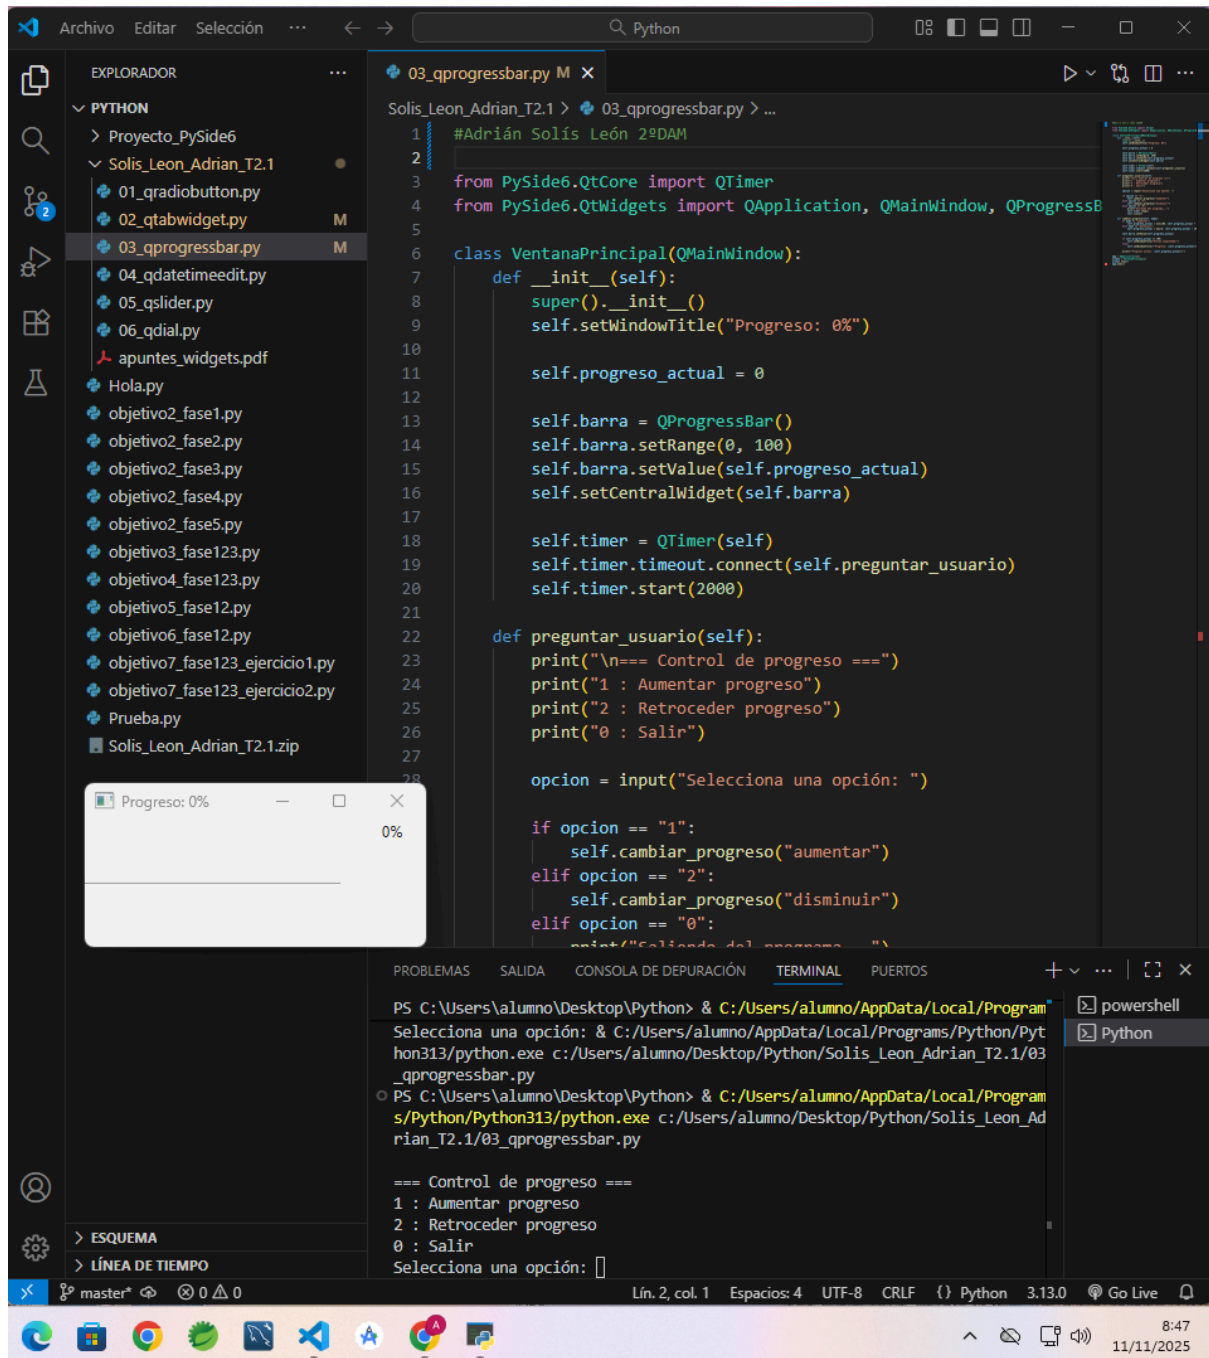 Archivo Editar Selección ··· Python
EXPLORADOR ···
PYTHON
Proyecto_PySide6
Solis_Leon_Adrian_T2.1
01_qradiobutton.py
02_qtabwidget.py M
03_qprogressbar.py M
04_qdatetimeedit.py
05_qslider.py
06_qdial.py
apuntes_widgets.pdf
Hola.py
objetivo2_fase1.py
objetivo2_fase2.py
objetivo2_fase3.py
objetivo2_fase4.py
objetivo2_fase5.py
objetivo3_fase123.py
objetivo4_fase123.py
objetivo5_fase12.py
objetivo6_fase12.py
objetivo7_fase123_ejercicio1.py
objetivo7_fase123_ejercicio2.py
Prueba.py
Solis_Leon_Adrian_T2.1.zip
2
Progreso: 0%
0%
ESQUEMA
LÍNEA DE TIEMPO
03_qprogressbar.py M
Solis_Leon_Adrian_T2.1 > 03_qprogressbar.py > ...
1 #Adrián Solís León 2ºDAM
2
3 from PySide6.QtCore import QTimer
4 from PySide6.QtWidgets import QApplication, QMainWindow, QProgressB
5
6 class VentanaPrincipal(QMainWindow):
7 def __init__(self):
8 super().__init__()
9 self.setWindowTitle("Progreso: 0%")
10
11 self.progreso_actual = 0
12
13 self.barra = QProgressBar()
14 self.barra.setRange(0, 100)
15 self.barra.setValue(self.progreso_actual)
16 self.setCentralWidget(self.barra)
17
18 self.timer = QTimer(self)
19 self.timer.timeout.connect(self.preguntar_usuario)
20 self.timer.start(2000)
21
22 def preguntar_usuario(self):
23 print("\n=== Control de progreso ===")
24 print("1 : Aumentar progreso")
25 print("2 : Retroceder progreso")
26 print("0 : Salir")
27
28 opcion = input("Selecciona una opción: ")
if opcion == "1":
self.cambiar_progreso("aumentar")
elif opcion == "2":
self.cambiar_progreso("disminuir")
elif opcion == "0":
print("Saliendo del programa...")
PROBLEMAS SALIDA CONSOLA DE DEPURACIÓN TERMINAL PUERTOS
PS C:\Users\alumno\Desktop\Python> & C:/Users/alumno/AppData/Local/Program
Selecciona una opción: & C:/Users/alumno/AppData/Local/Programs/Python/Pyt
hon313/python.exe c:/Users/alumno/Desktop/Python/Solis_Leon_Adrian_T2.1/03
_qprogressbar.py
PS C:\Users\alumno\Desktop\Python> & C:/Users/alumno/AppData/Local/Program
s/Python/Python313/python.exe c:/Users/alumno/Desktop/Python/Solis_Leon_Ad
rian_T2.1/03_qprogressbar.py
=== Control de progreso ===
1 : Aumentar progreso
2 : Retroceder progreso
0 : Salir
Selecciona una opción:
powershell
Python
master* 0 0 Lín. 2, col. 1 Espacios: 4 UTF-8 CRLF {} Python 3.13.0 Go Live
A
8:47
11/11/2025